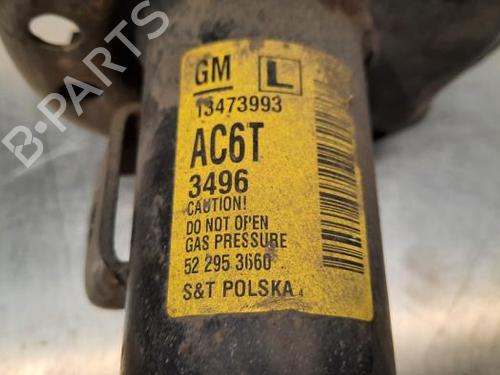 GM L
13473993
AC6T
3496
CAUTION!
DO NOT OPEN
GAS PRESSURE
52 295 3660
S&T POLSKA
B-PARTS